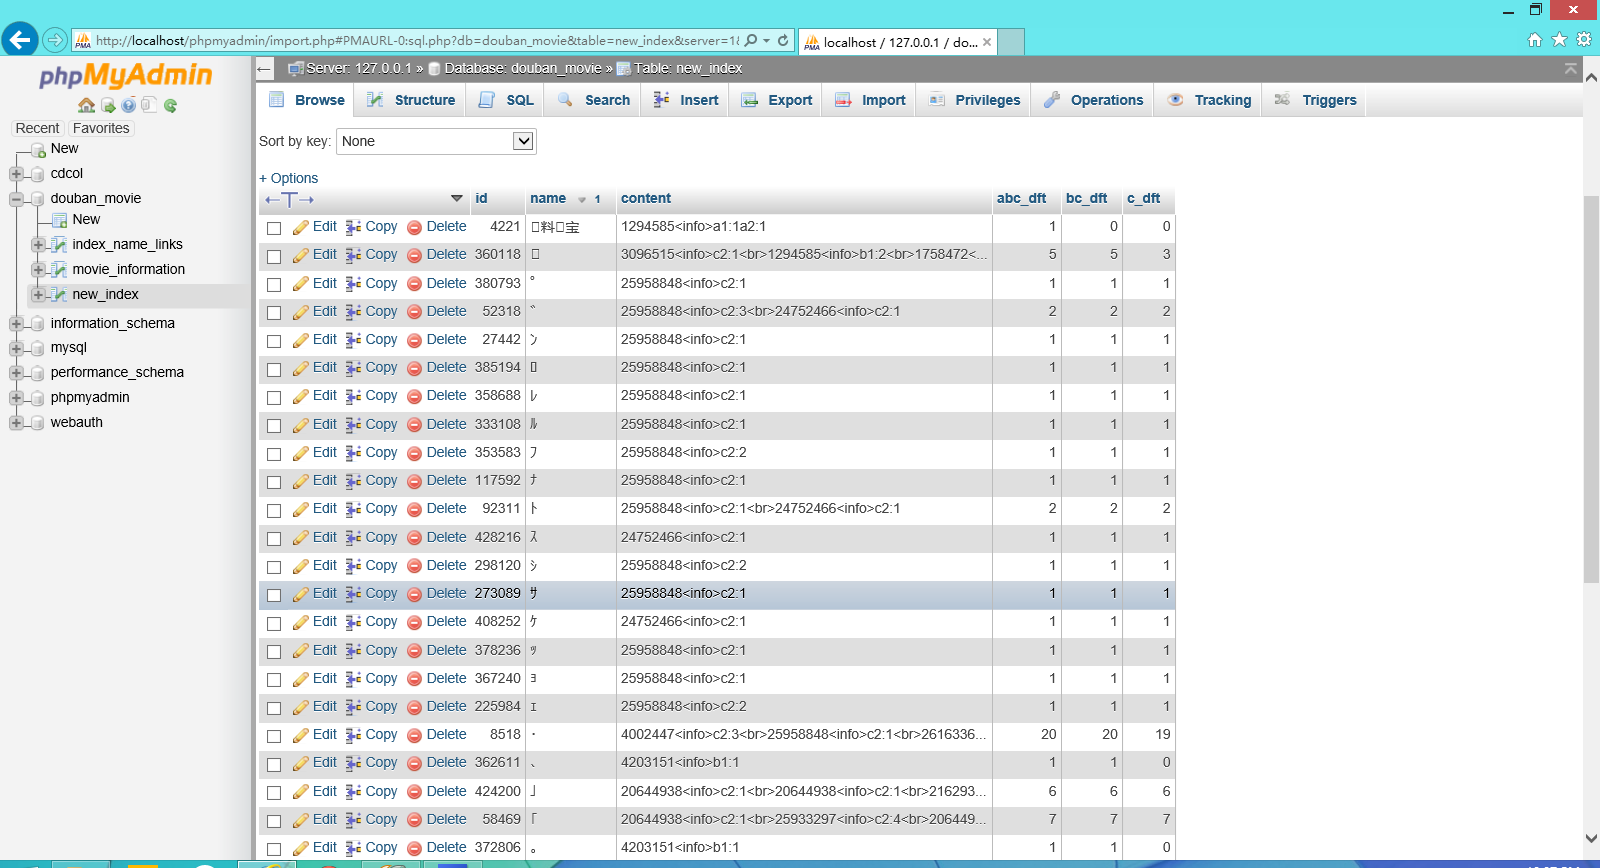 http://localhost/phpmyadmin/import.php#PMAURL-0:sql.php?db=douban_movie&table=new_index&server=1&
localhost / 127.0.0.1 / do...
phpMyAdmin
Server: 127.0.0.1 » Database: douban_movie » Table: new_index
Browse Structure SQL Search Insert Export Import Privileges Operations Tracking Triggers
Recent Favorites
New
cdcol
douban_movie
New
index_name_links
movie_information
new_index
information_schema
mysql
performance_schema
phpmyadmin
webauth
Sort by key: None
+ Options
←T→ id name 1 content abc_dft bc_dft c_dft
Edit Copy Delete 4221 料宝 1294585<info>a1:1a2:1 1 0 0
Edit Copy Delete 360118 3096515<info>c2:1<br>1294585<info>b1:2<br>1758472<... 5 5 3
Edit Copy Delete 380793 ﾟ 25958848<info>c2:1 1 1 1
Edit Copy Delete 52318 ﾞ 25958848<info>c2:3<br>24752466<info>c2:1 2 2 2
Edit Copy Delete 27442 ﾝ 25958848<info>c2:1 1 1 1
Edit Copy Delete 385194 ﾛ 25958848<info>c2:1 1 1 1
Edit Copy Delete 358688 ﾚ 25958848<info>c2:1 1 1 1
Edit Copy Delete 333108 ﾙ 25958848<info>c2:1 1 1 1
Edit Copy Delete 353583 ﾌ 25958848<info>c2:2 1 1 1
Edit Copy Delete 117592 ﾅ 25958848<info>c2:1 1 1 1
Edit Copy Delete 92311 ﾄ 25958848<info>c2:1<br>24752466<info>c2:1 2 2 2
Edit Copy Delete 428216 ｽ 24752466<info>c2:1 1 1 1
Edit Copy Delete 298120 ｼ 25958848<info>c2:2 1 1 1
Edit Copy Delete 273089 ｻ 25958848<info>c2:1 1 1 1
Edit Copy Delete 408252 ｹ 24752466<info>c2:1 1 1 1
Edit Copy Delete 378236 ｯ 25958848<info>c2:1 1 1 1
Edit Copy Delete 367240 ｮ 25958848<info>c2:1 1 1 1
Edit Copy Delete 225984 ｪ 25958848<info>c2:2 1 1 1
Edit Copy Delete 8518 ･ 4002447<info>c2:3<br>25958848<info>c2:1<br>2616336... 20 20 19
Edit Copy Delete 362611 ､ 4203151<info>b1:1 1 1 0
Edit Copy Delete 424200 ｣ 20644938<info>c2:1<br>20644938<info>c2:1<br>216293... 6 6 6
Edit Copy Delete 58469 ｢ 20644938<info>c2:1<br>25933297<info>c2:4<br>206449... 7 7 7
Edit Copy Delete 372806 ｡ 4203151<info>b1:1 1 1 0